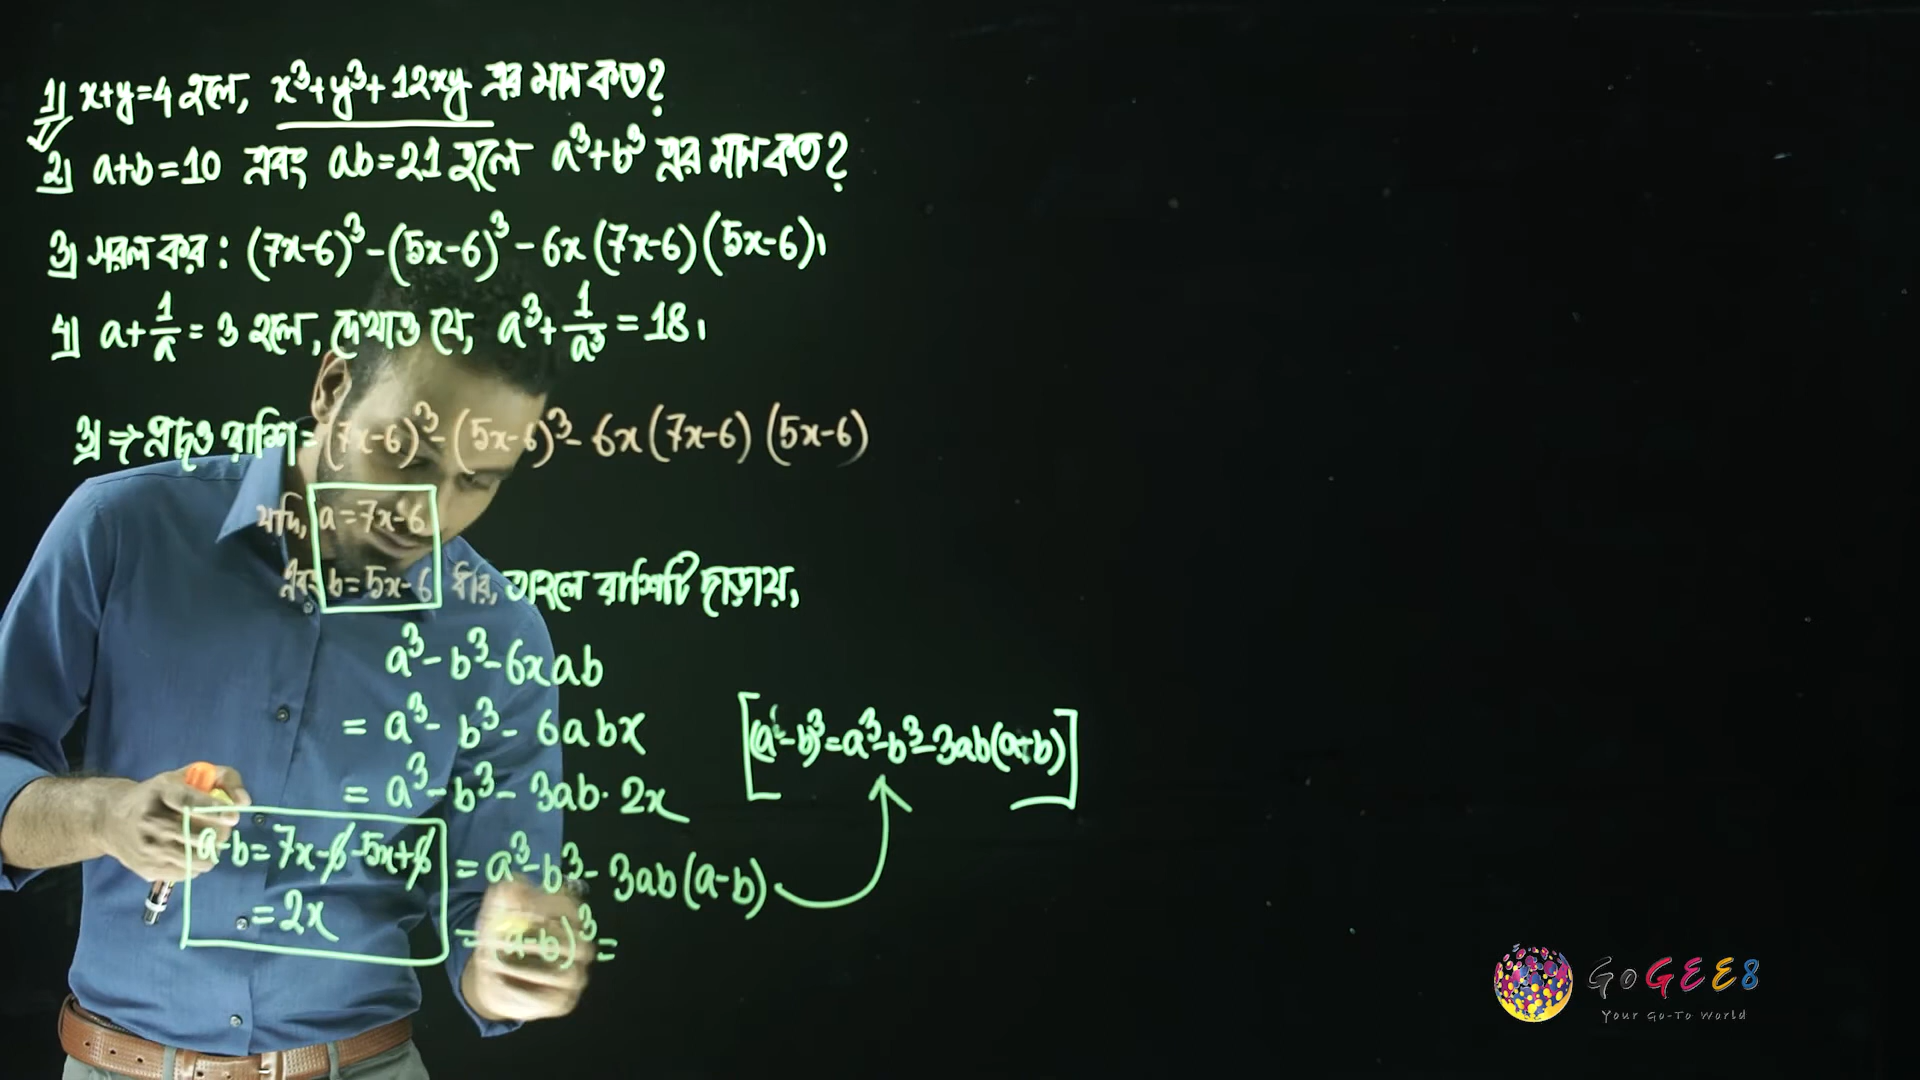 1) x+y=4 হলে, x³+y³+12xy এর মান কত?
2) a+b=10 এবং ab=21 হলে a³+b³ এর মান কত?
৩) সরল কর : (7x-6)³-(5x-6)³-6x(7x-6)(5x-6)।
4) a+1/a=3 হলে, দেখাও যে, a³+1/a³=18।
৩) ⇒ প্রদত্ত রাশি=(7x-6)³-(5x-6)³-6x(7x-6)(5x-6)
যদি, a=7x-6
এবং b=5x-6 ধরি, তাহলে রাশিটি দাড়ায়,
a³-b³-6xab
=a³-b³-6abx
=a³-b³-3ab·2x
=a³-b³-3ab(a-b)
=(a-b)³=
[(a-b)³=a³-b³-3ab(a-b)]
a-b=7x-6-5x+6
=2x
GoGEE8
Your Go-To World